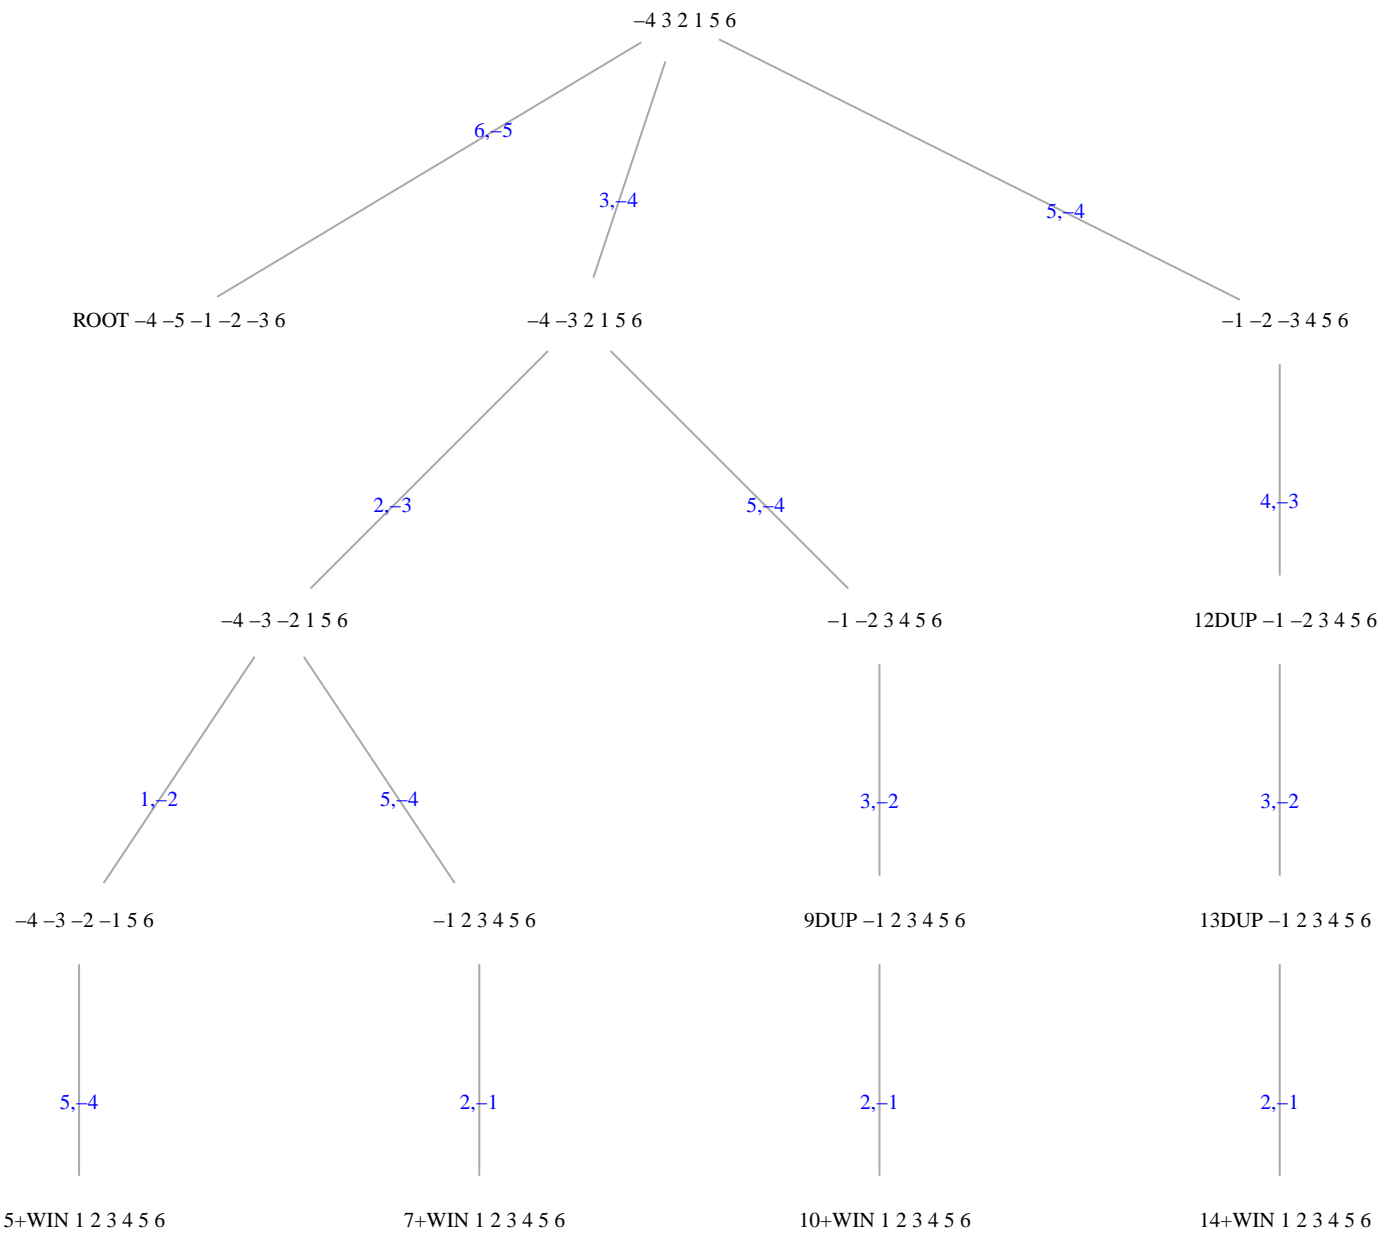 –4 3 2 1 5 6
6,–5
3,–4
5,–4
ROOT –4 –5 –1 –2 –3 6
–4 –3 2 1 5 6
–1 –2 –3 4 5 6
2,–3
5,–4
4,–3
–4 –3 –2 1 5 6
–1 –2 3 4 5 6
12DUP –1 –2 3 4 5 6
1,–2
5,–4
3,–2
3,–2
–4 –3 –2 –1 5 6
–1 2 3 4 5 6
9DUP –1 2 3 4 5 6
13DUP –1 2 3 4 5 6
5,–4
2,–1
2,–1
2,–1
5+WIN 1 2 3 4 5 6
7+WIN 1 2 3 4 5 6
10+WIN 1 2 3 4 5 6
14+WIN 1 2 3 4 5 6